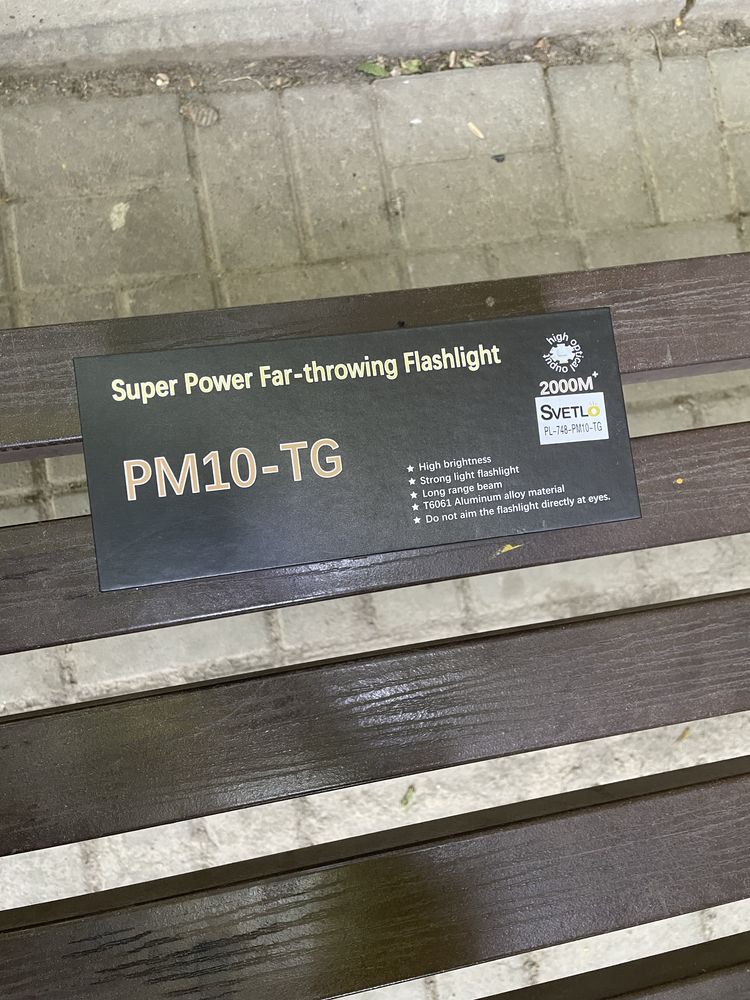 Super Power Far-throwing Flashlight
high optical ouput
2000M+
SVETLO
PL-748-PM10-TG
PM10-TG
★ High brightness
★ Strong light flashlight
★ Long range beam
★ T6061 Aluminum alloy material
★ Do not aim the flashlight directly at eyes.